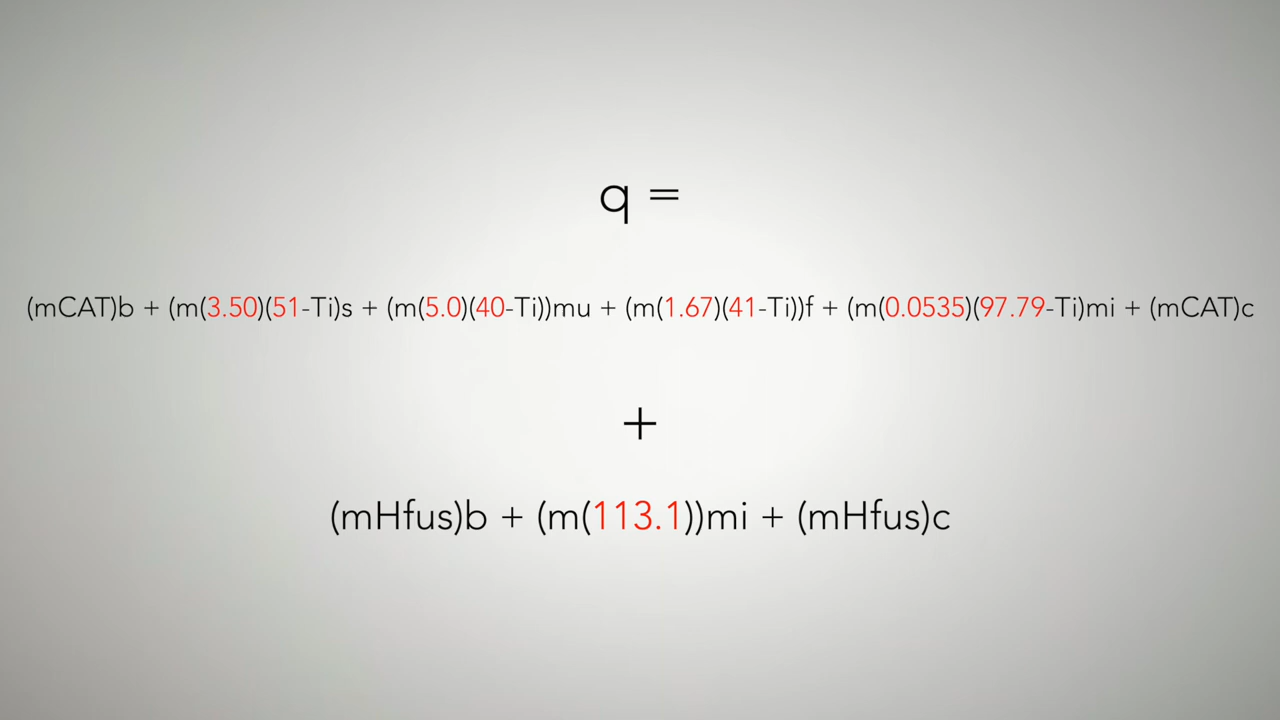 q =
(mCAT)b + (m(3.50)(51-Ti)s + (m(5.0)(40-Ti))mu + (m(1.67)(41-Ti))f + (m(0.0535)(97.79-Ti)mi + (mCAT)c
+
(mHfus)b + (m(113.1))mi + (mHfus)c